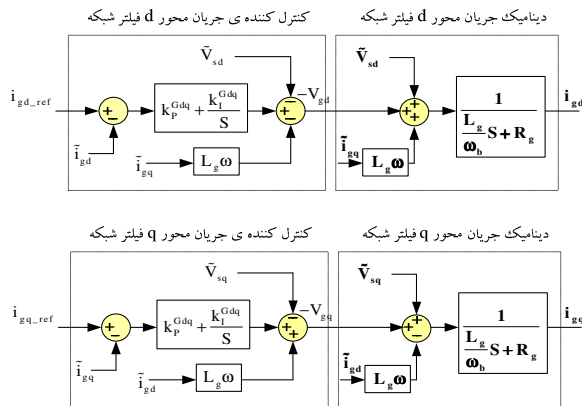 کنترل کننده ی جریان محور d فیلتر شبکه
دینامیک جریان محور d فیلتر شبکه
Ṽ_sd
Ṽ_sd
i_gd_ref
k_P^Gdq + k_I^Gdq / S
−V_gd
1 / (L_g/ω_b S + R_g)
i_gd
ĩ_gd
ĩ_gq
L_g ω
ĩ_gq
L_g ω
کنترل کننده ی جریان محور q فیلتر شبکه
دینامیک جریان محور q فیلتر شبکه
Ṽ_sq
Ṽ_sq
i_gq_ref
k_P^Gdq + k_I^Gdq / S
−V_gq
1 / (L_g/ω_b S + R_g)
i_gq
ĩ_gq
ĩ_gd
L_g ω
ĩ_gd
L_g ω